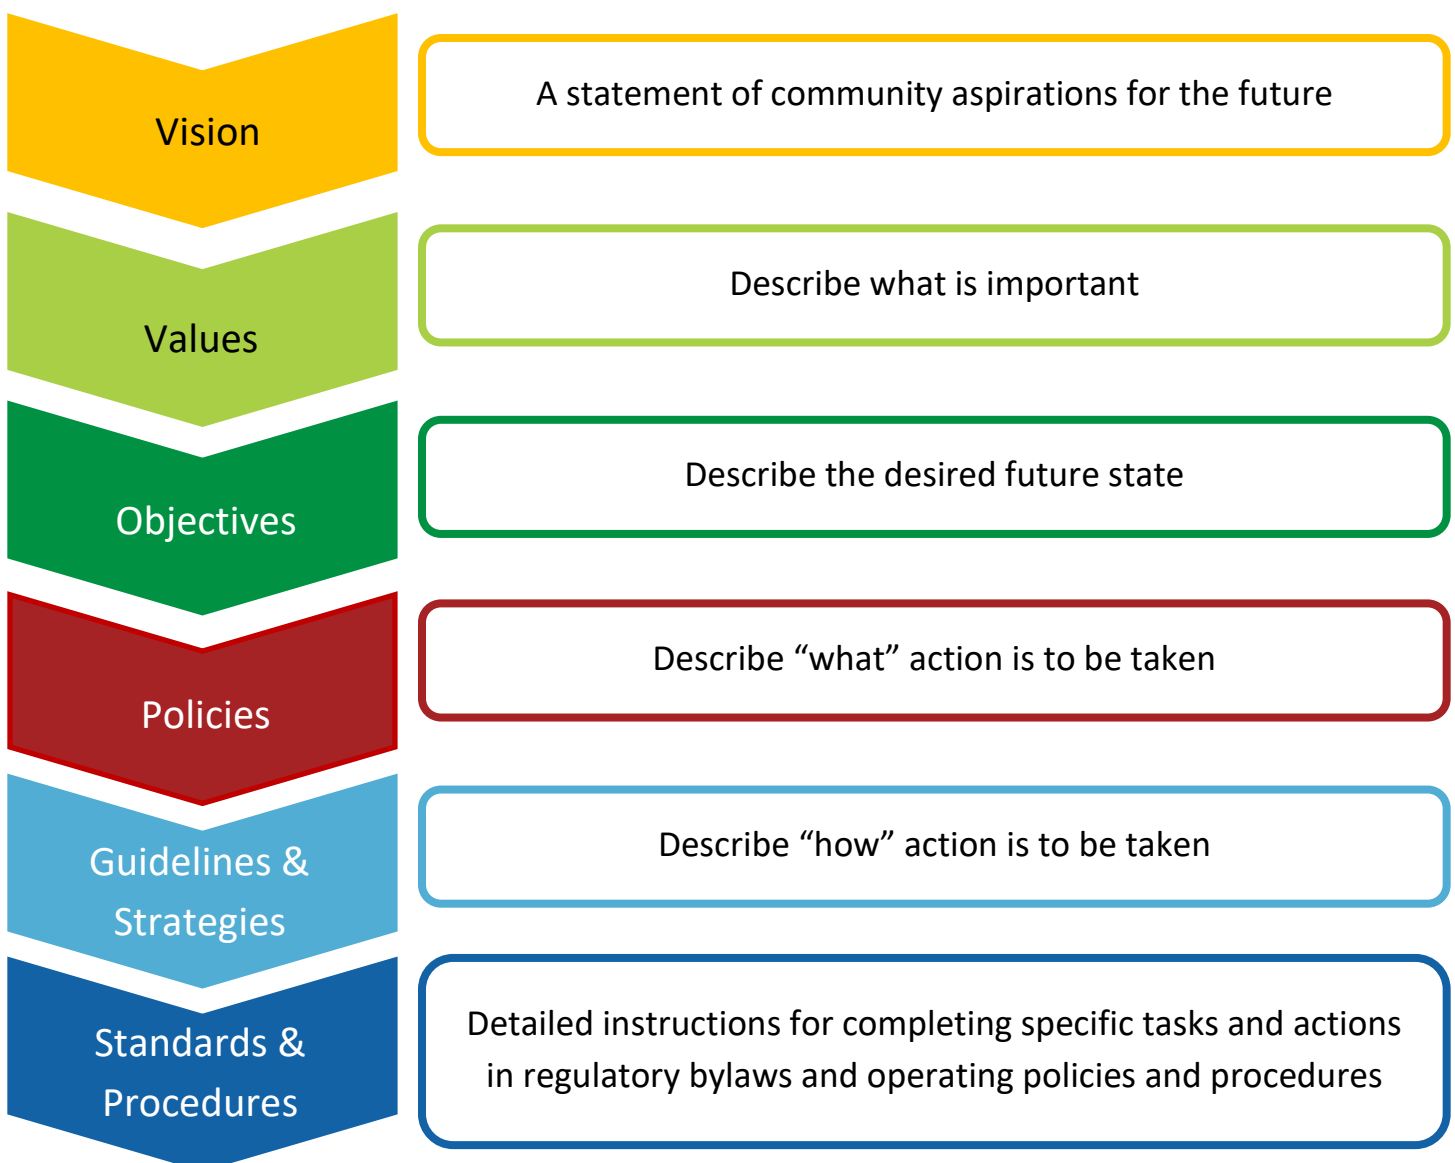 Vision
A statement of community aspirations for the future
Values
Describe what is important
Objectives
Describe the desired future state
Policies
Describe “what” action is to be taken
Guidelines &
Strategies
Describe “how” action is to be taken
Standards &
Procedures
Detailed instructions for completing specific tasks and actions
in regulatory bylaws and operating policies and procedures